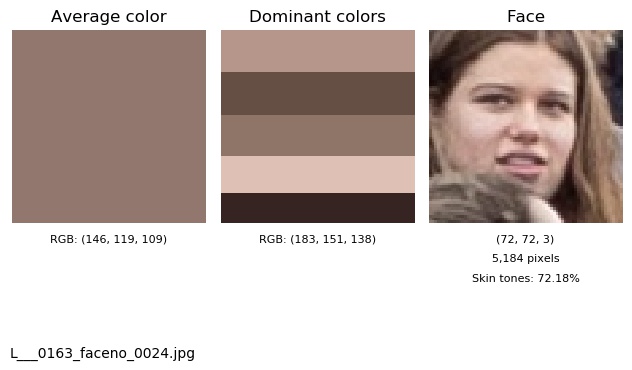 Average color
Dominant colors
Face
RGB: (146, 119, 109)
RGB: (183, 151, 138)
(72, 72, 3)
5,184 pixels
Skin tones: 72.18%
L___0163_faceno_0024.jpg